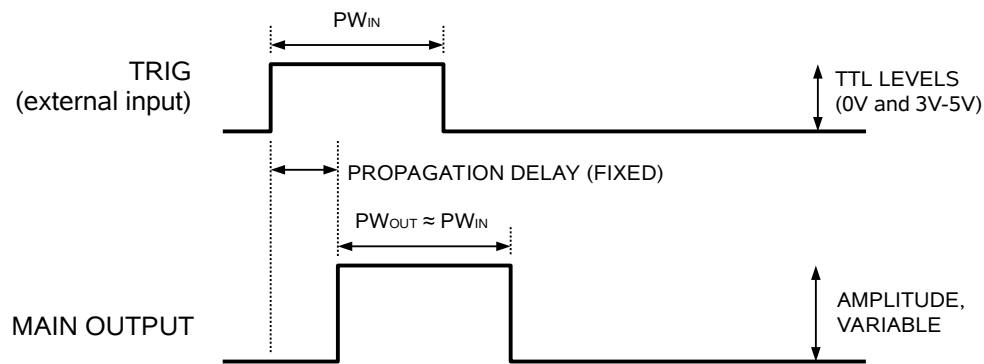 PWIN
TRIG
(external input)
TTL LEVELS
(0V and 3V-5V)
PROPAGATION DELAY (FIXED)
PWOUT ≈ PWIN
MAIN OUTPUT
AMPLITUDE,
VARIABLE